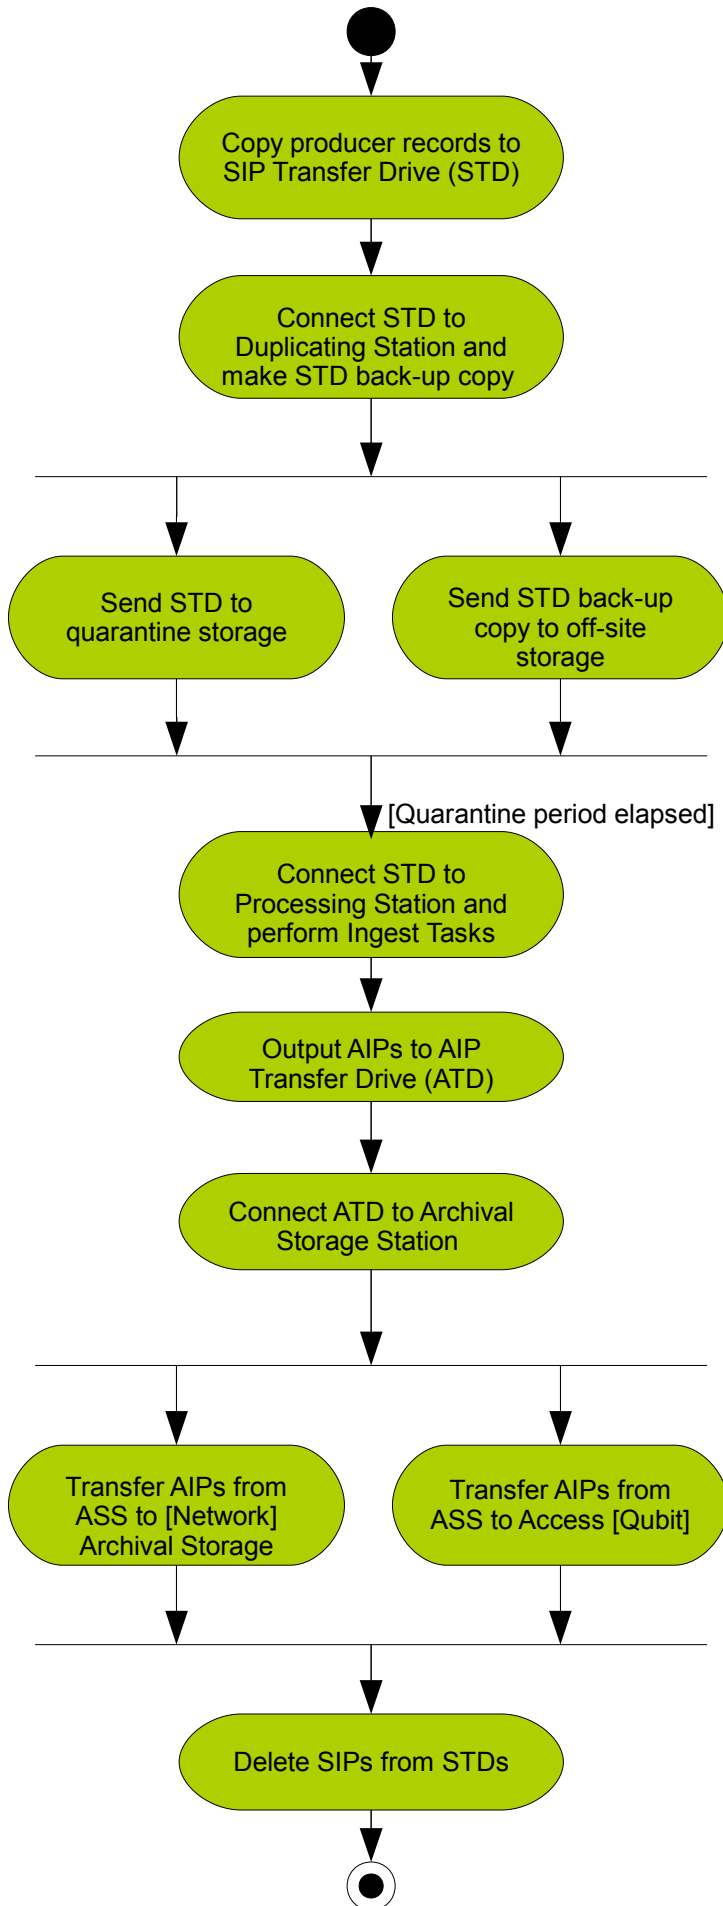 Copy producer records to
SIP Transfer Drive (STD)
Connect STD to
Duplicating Station and
make STD back-up copy
Send STD to
quarantine storage
Send STD back-up
copy to off-site
storage
[Quarantine period elapsed]
Connect STD to
Processing Station and
perform Ingest Tasks
Output AIPs to AIP
Transfer Drive (ATD)
Connect ATD to Archival
Storage Station
Transfer AIPs from
ASS to [Network]
Archival Storage
Transfer AIPs from
ASS to Access [Qubit]
Delete SIPs from STDs